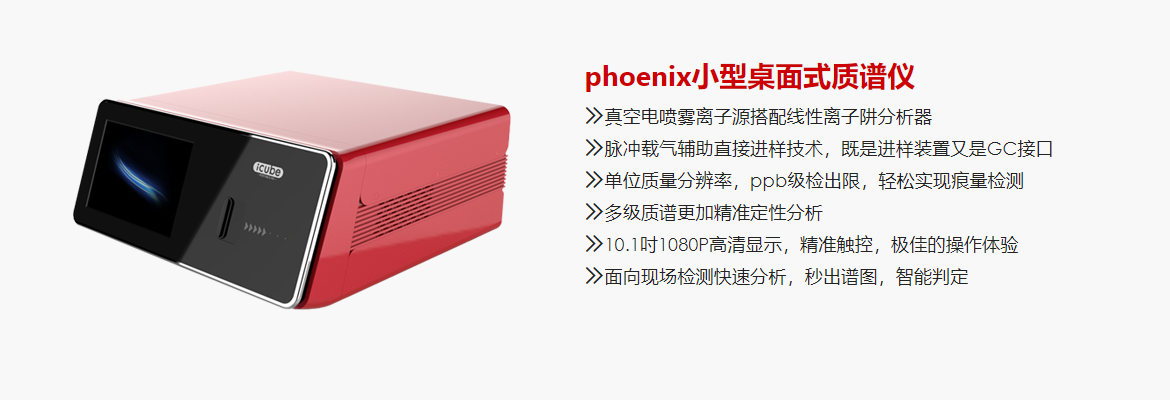 icube
phoenix小型桌面式质谱仪
真空电喷雾离子源搭配线性离子阱分析器
脉冲载气辅助直接进样技术，既是进样装置又是GC接口
单位质量分辨率，ppb级检出限，轻松实现痕量检测
多级质谱更加精准定性分析
10.1吋1080P高清显示，精准触控，极佳的操作体验
面向现场检测快速分析，秒出谱图，智能判定